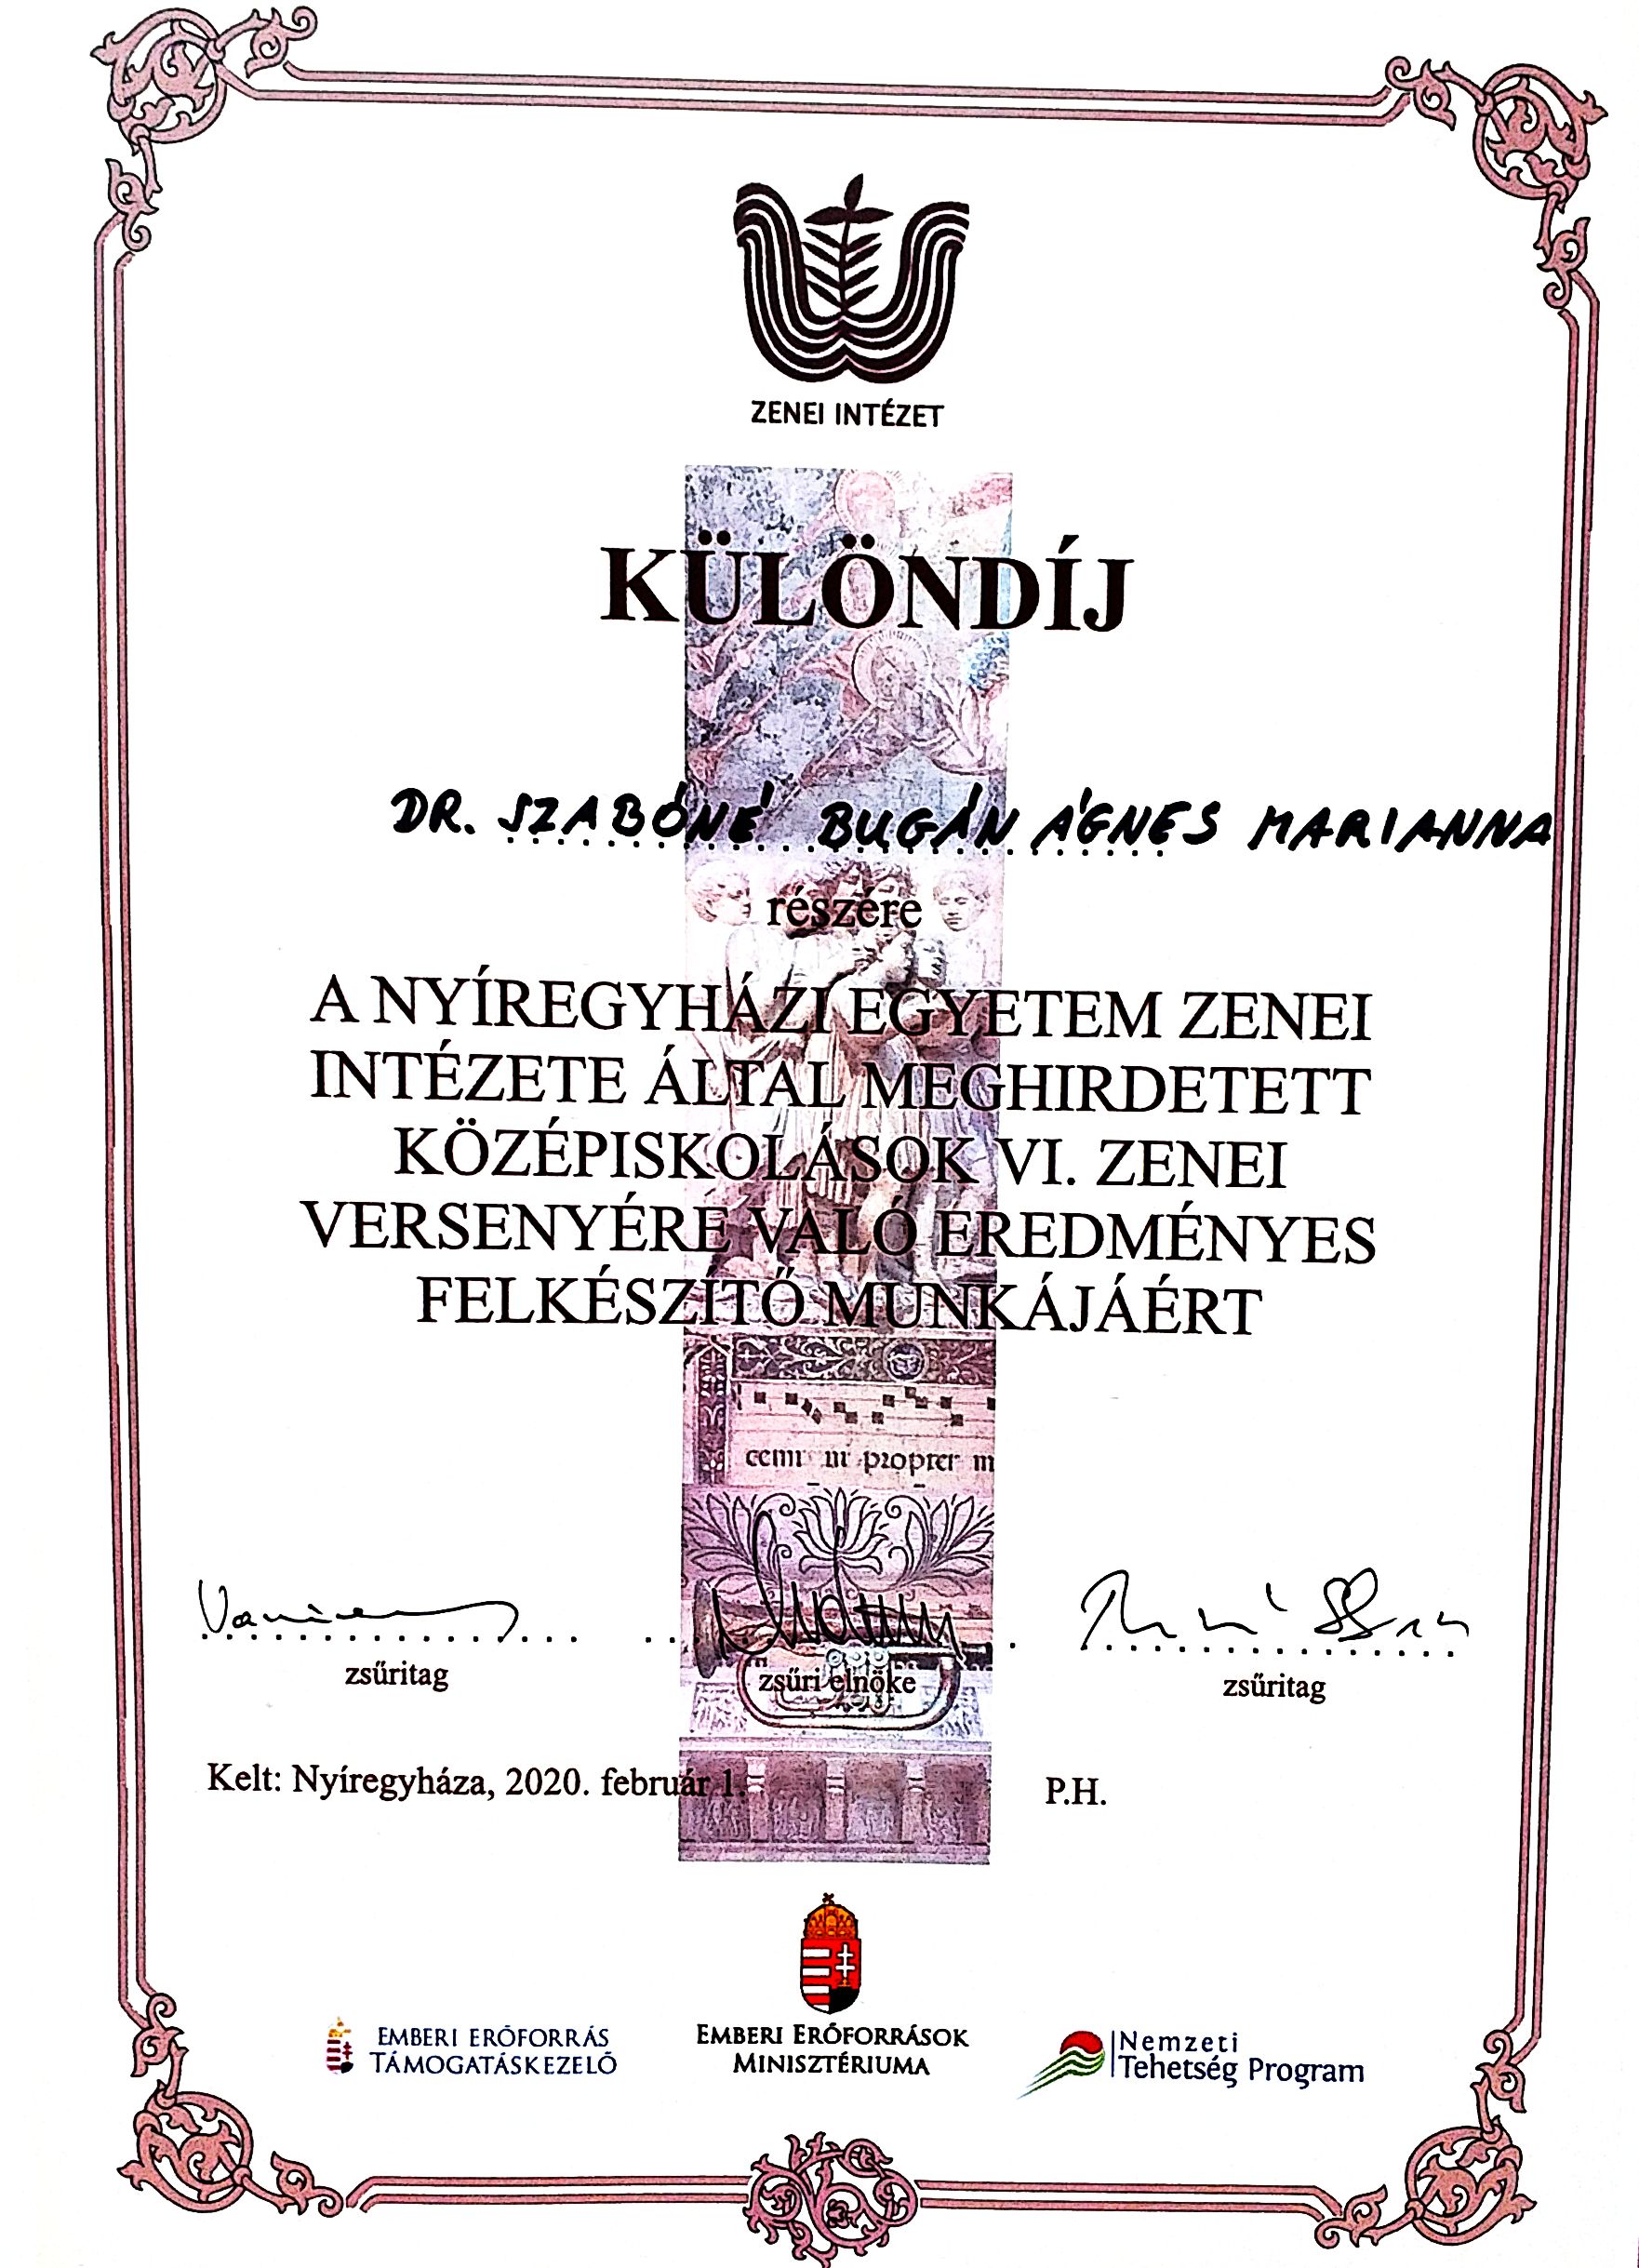 ZENEI INTÉZET
KÜLÖNDÍJ
DR. SZABÓNÉ BUGÁN ÁGNES MARIANNA
részére
A NYÍREGYHÁZI EGYETEM ZENEI
INTÉZETE ÁLTAL MEGHIRDETETT
KÖZÉPISKOLÁSOK VI. ZENEI
VERSENYÉRE VALÓ EREDMÉNYES
FELKÉSZÍTŐ MUNKÁJÁÉRT
propter m
zsűritag
zsűri elnöke
zsűritag
Kelt: Nyíregyháza, 2020. február 1.
P.H.
EMBERI ERŐFORRÁS
TÁMOGATÁSKEZELŐ
EMBERI ERŐFORRÁSOK
MINISZTÉRIUMA
Nemzeti
Tehetség Program